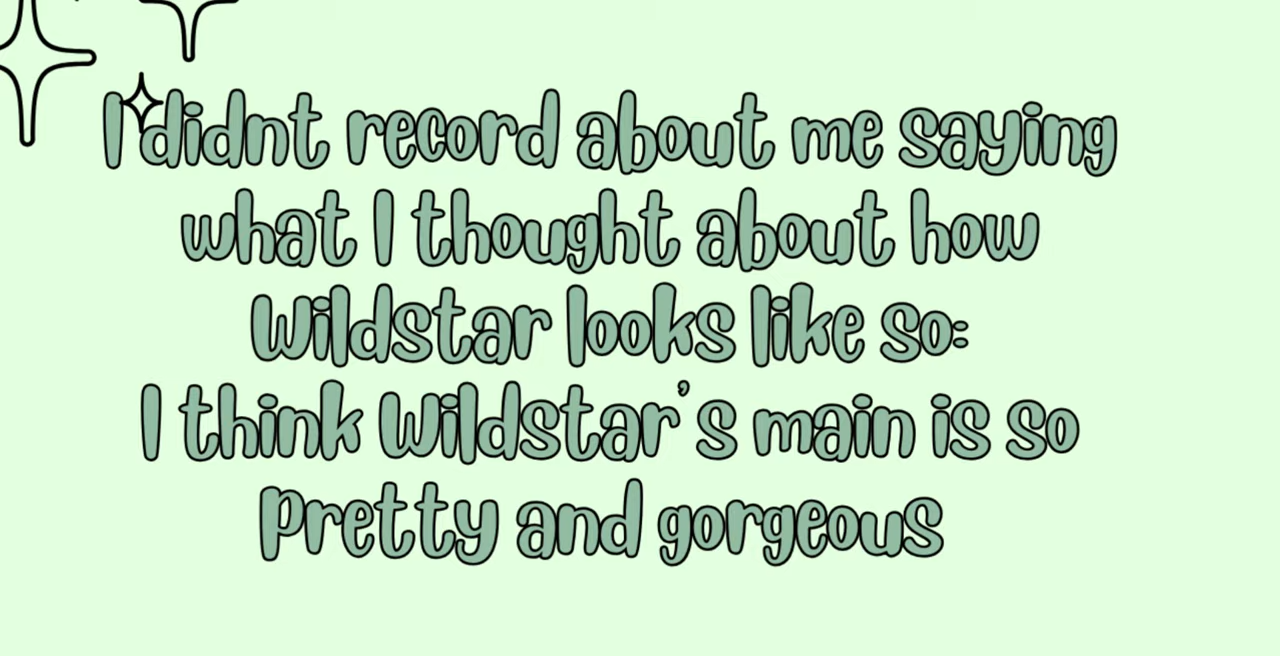 I didnt record about me saying
what I thought about how
Wildstar looks like so:
I think Wildstar's main is so
Pretty and gorgeous